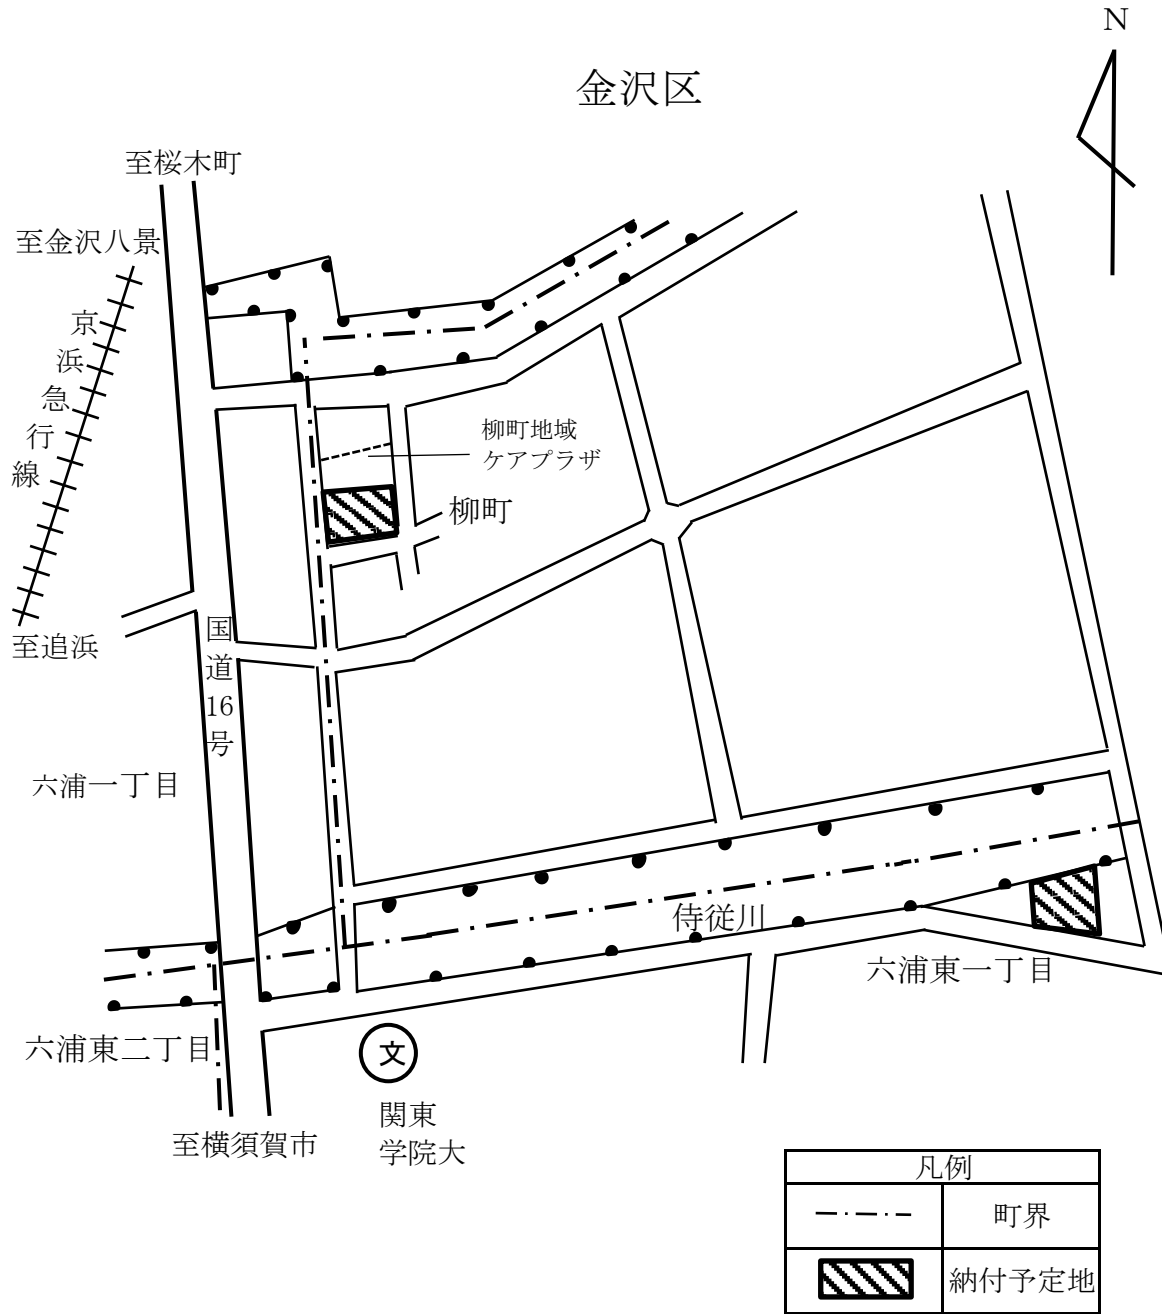 N
金沢区
至桜木町
至金沢八景
京浜急行線
柳町地域
ケアプラザ
柳町
至追浜
国道16号
六浦一丁目
侍従川
六浦東一丁目
六浦東二丁目
文
関東
学院大
至横須賀市
凡例
町界
納付予定地